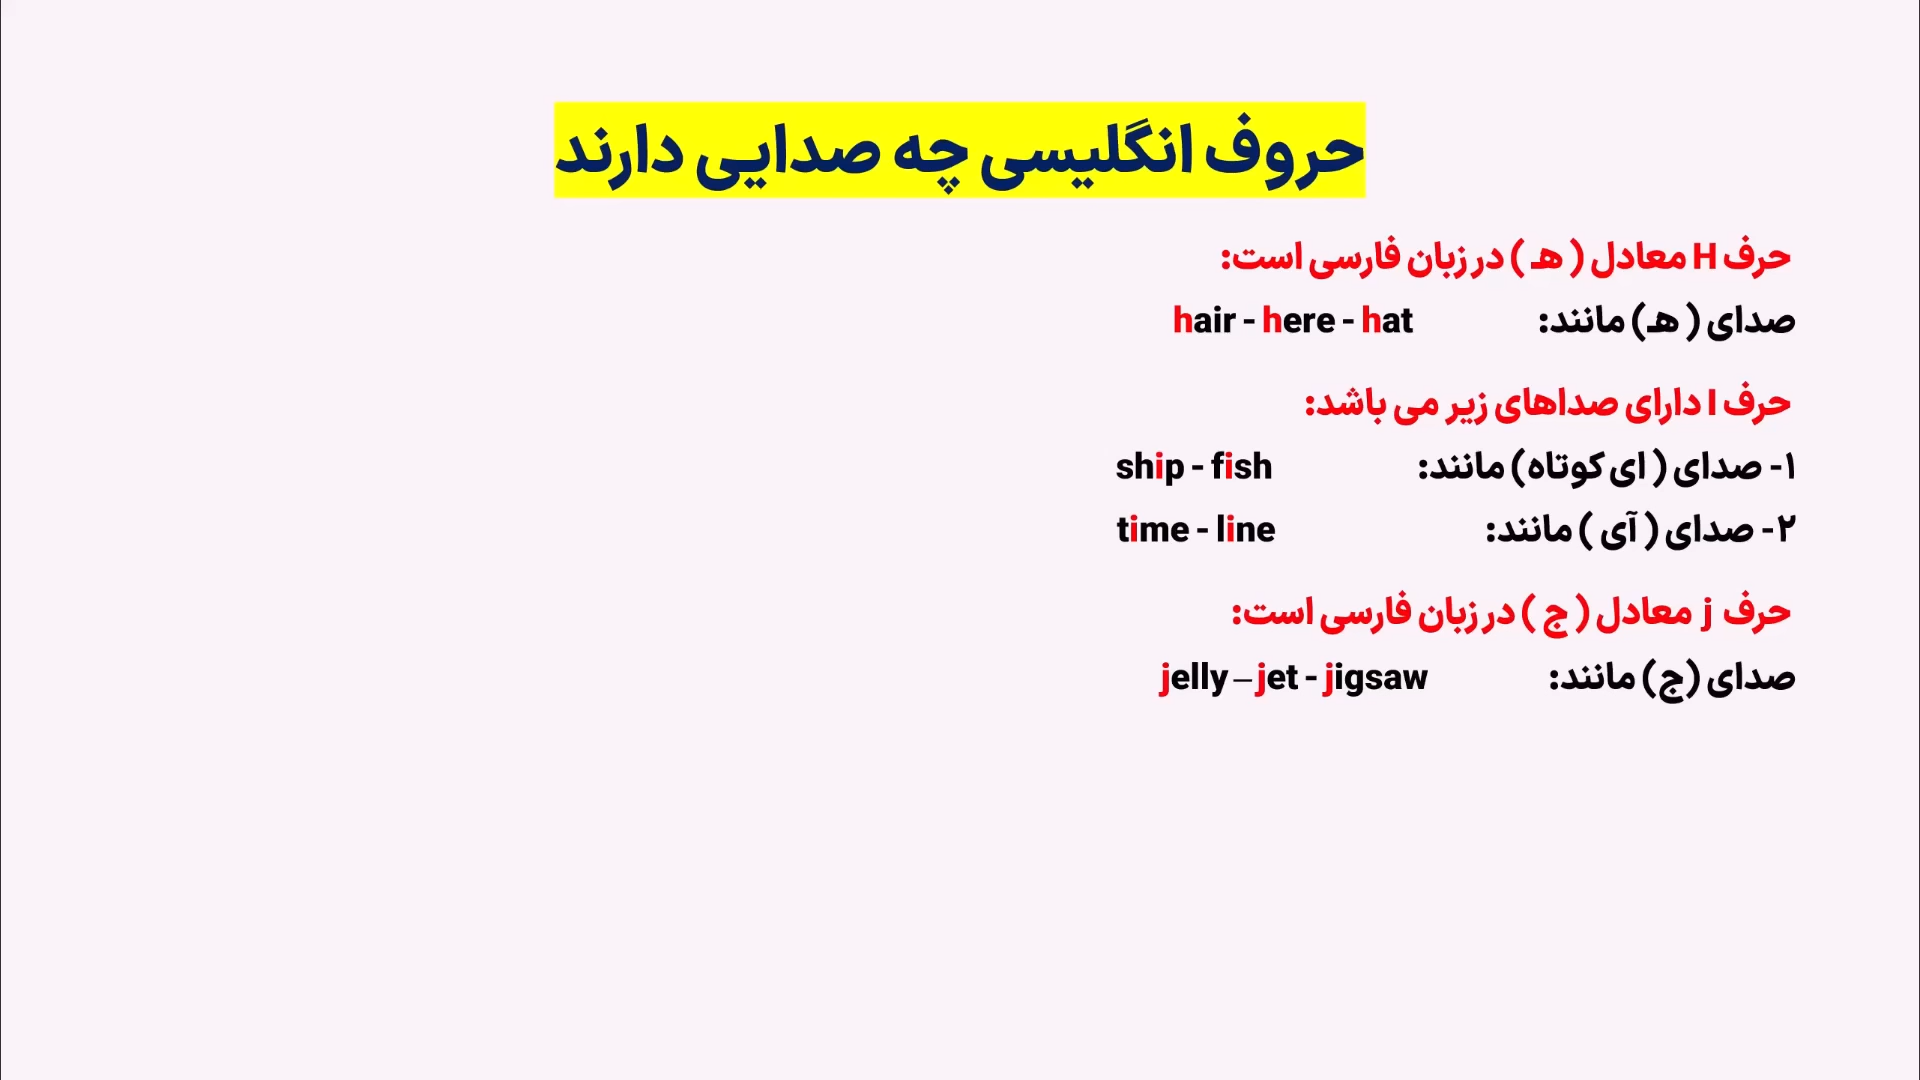 حروف انگلیسی چه صدایی دارند
حرف H معادل ( هـ ) در زبان فارسی است:
صدای ( هـ) مانند: hair - here - hat
حرف I دارای صداهای زیر می باشد:
۱- صدای ( ای کوتاه) مانند: ship - fish
۲- صدای ( آی ) مانند: time - line
حرف j معادل ( ج ) در زبان فارسی است:
صدای (ج) مانند: jelly – jet - jigsaw